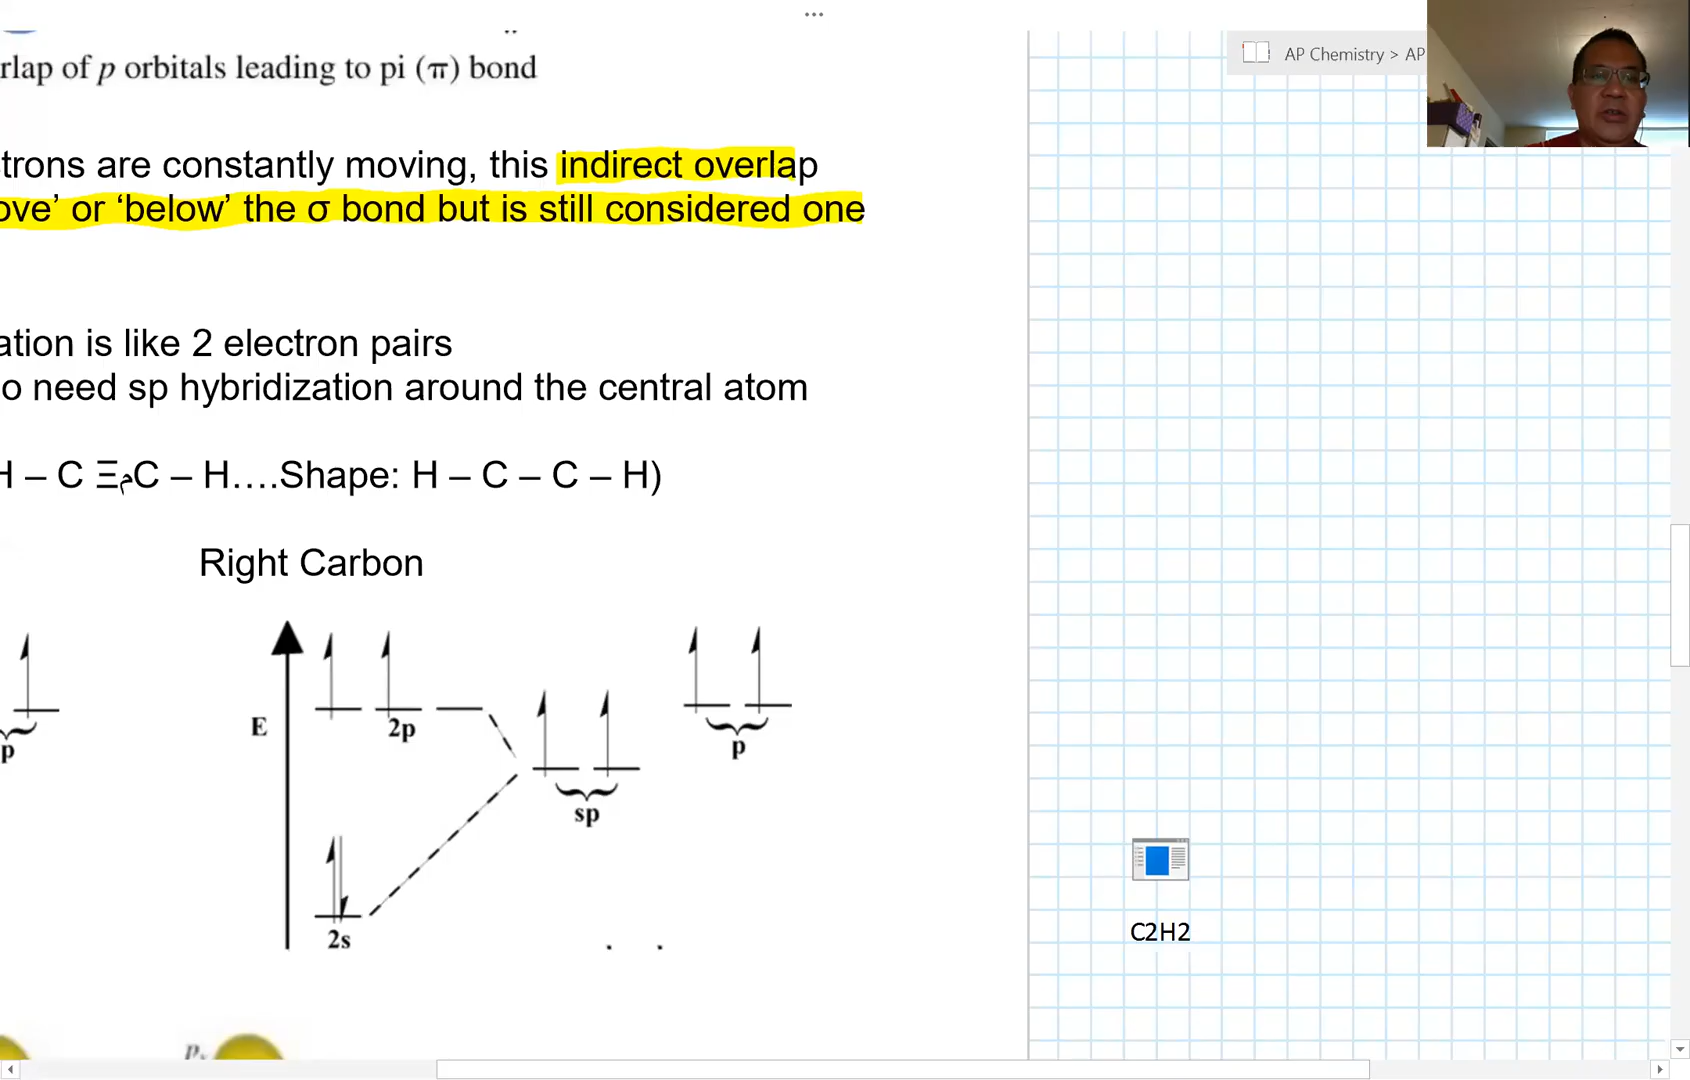 rlap of p orbitals leading to pi (π) bond
AP Chemistry > AP
trons are constantly moving, this indirect overlap
ove’ or ‘below’ the σ bond but is still considered one
ation is like 2 electron pairs
o need sp hybridization around the central atom
H – C Ξ C – H….Shape: H – C – C – H)
Right Carbon
E
2p
p
p
sp
2s
C2H2